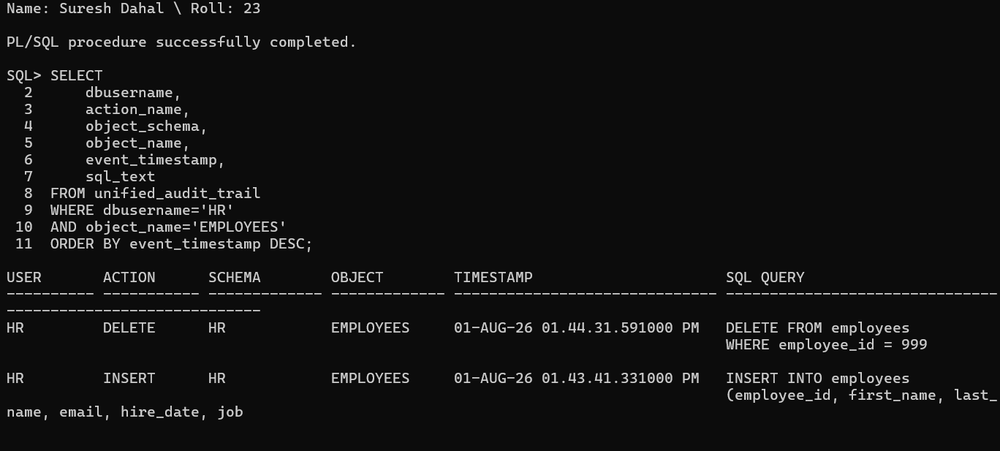 Name: Suresh Dahal \ Roll: 23
PL/SQL procedure successfully completed.
SQL> SELECT
  2      dbusername,
  3      action_name,
  4      object_schema,
  5      object_name,
  6      event_timestamp,
  7      sql_text
  8  FROM unified_audit_trail
  9  WHERE dbusername='HR'
 10  AND object_name='EMPLOYEES'
 11  ORDER BY event_timestamp DESC;
USER       ACTION      SCHEMA        OBJECT        TIMESTAMP                      SQL QUERY
---------- ----------- ------------- ------------- ------------------------------ -------------------------------
-----------------------------
HR         DELETE      HR            EMPLOYEES     01-AUG-26 01.44.31.591000 PM   DELETE FROM employees
                                                                                  WHERE employee_id = 999
HR         INSERT      HR            EMPLOYEES     01-AUG-26 01.43.41.331000 PM   INSERT INTO employees
                                                                                  (employee_id, first_name, last_
name, email, hire_date, job